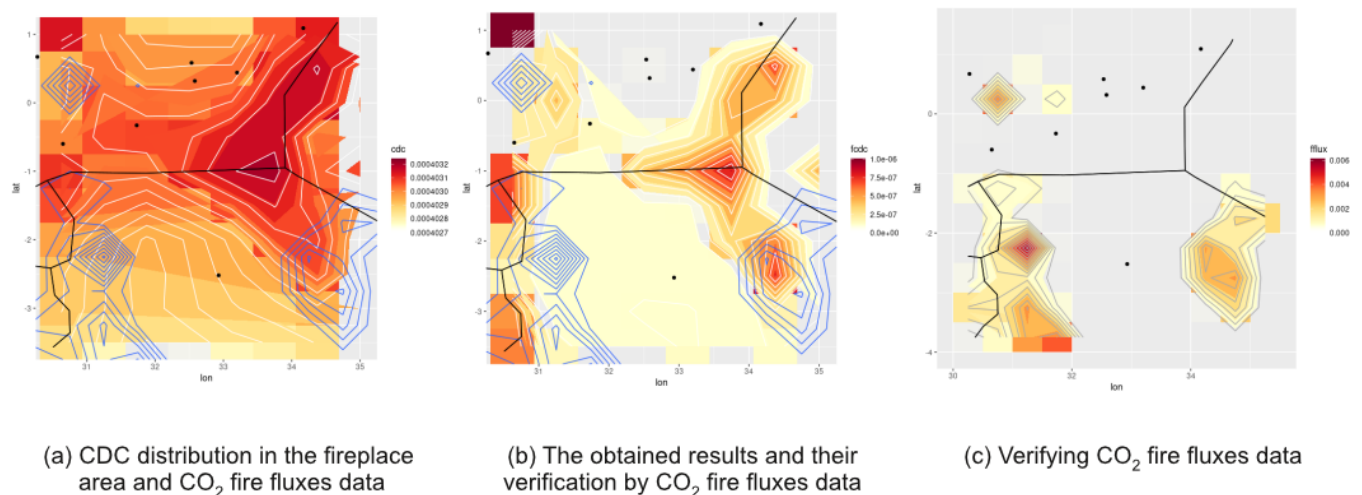 1
0
-1
-2
-3
lat
31
32
33
34
35
lon
cdc
0.0004032
0.0004031
0.0004030
0.0004029
0.0004028
0.0004027
1
0
-1
-2
-3
lat
31
32
33
34
35
lon
fcdc
1.0e-06
7.5e-07
5.0e-07
2.5e-07
0.0e+00
0
-2
-4
lat
30
32
34
lon
fflux
0.006
0.004
0.002
0.000
(a) CDC distribution in the fireplace
area and CO₂ fire fluxes data
(b) The obtained results and their
verification by CO₂ fire fluxes data
(c) Verifying CO₂ fire fluxes data